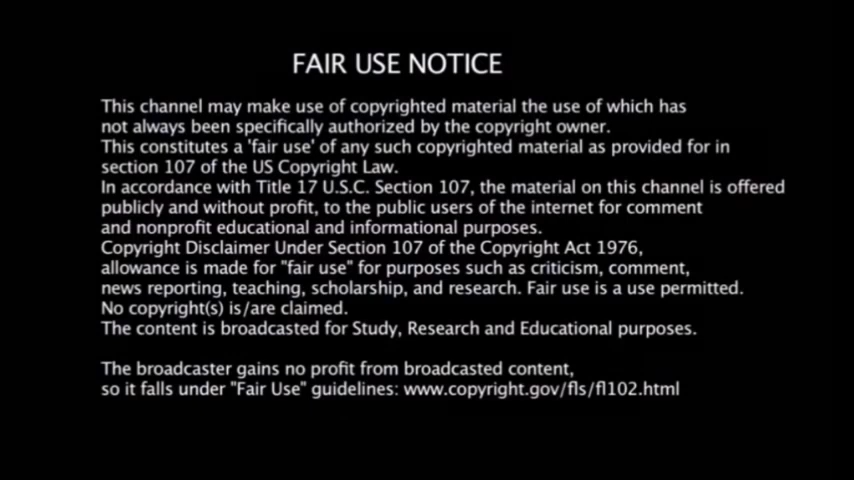 FAIR USE NOTICE
This channel may make use of copyrighted material the use of which has
not always been specifically authorized by the copyright owner.
This constitutes a 'fair use' of any such copyrighted material as provided for in
section 107 of the US Copyright Law.
In accordance with Title 17 U.S.C. Section 107, the material on this channel is offered
publicly and without profit, to the public users of the internet for comment
and nonprofit educational and informational purposes.
Copyright Disclaimer Under Section 107 of the Copyright Act 1976,
allowance is made for "fair use" for purposes such as criticism, comment,
news reporting, teaching, scholarship, and research. Fair use is a use permitted.
No copyright(s) is/are claimed.
The content is broadcasted for Study, Research and Educational purposes.
The broadcaster gains no profit from broadcasted content,
so it falls under "Fair Use" guidelines: www.copyright.gov/fls/fl102.html